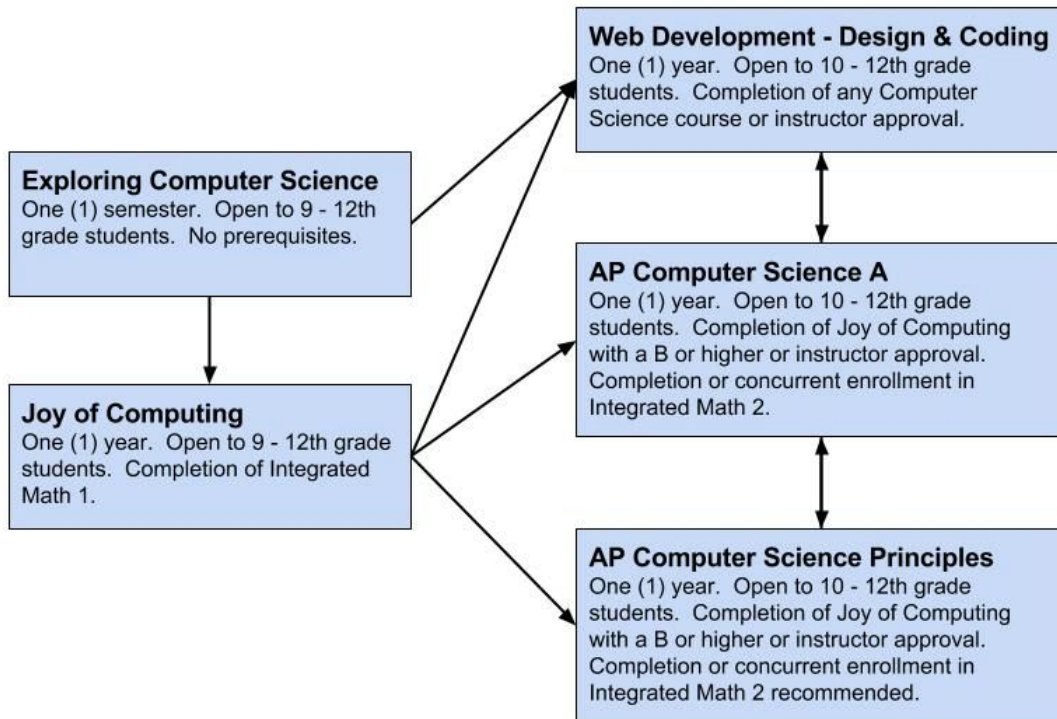 Web Development - Design & Coding
One (1) year. Open to 10 - 12th grade
students. Completion of any Computer
Science course or instructor approval.
Exploring Computer Science
One (1) semester. Open to 9 - 12th
grade students. No prerequisites.
AP Computer Science A
One (1) year. Open to 10 - 12th grade
students. Completion of Joy of Computing
with a B or higher or instructor approval.
Completion or concurrent enrollment in
Integrated Math 2.
Joy of Computing
One (1) year. Open to 9 - 12th grade
students. Completion of Integrated
Math 1.
AP Computer Science Principles
One (1) year. Open to 10 - 12th grade
students. Completion of Joy of Computing
with a B or higher or instructor approval.
Completion or concurrent enrollment in
Integrated Math 2 recommended.